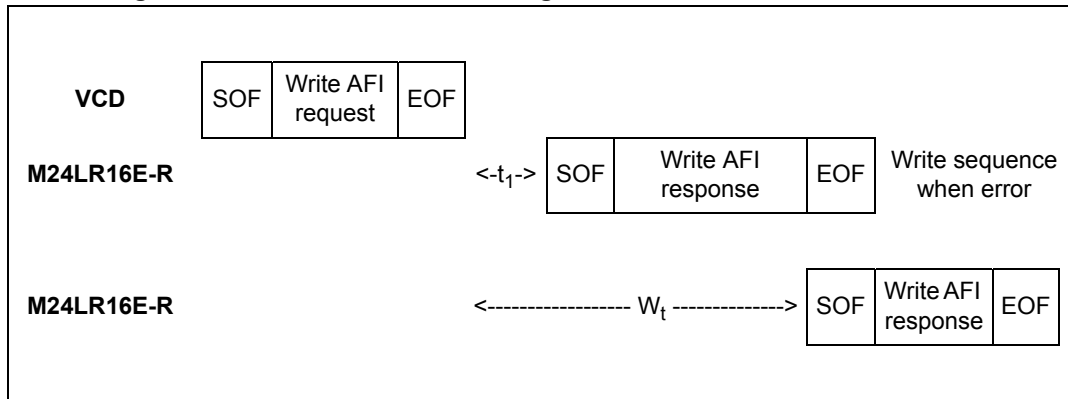 VCD SOF Write AFI request EOF
M24LR16E-R <-t₁-> SOF Write AFI response EOF Write sequence when error
M24LR16E-R <------------------ Wₜ --------------> SOF Write AFI response EOF